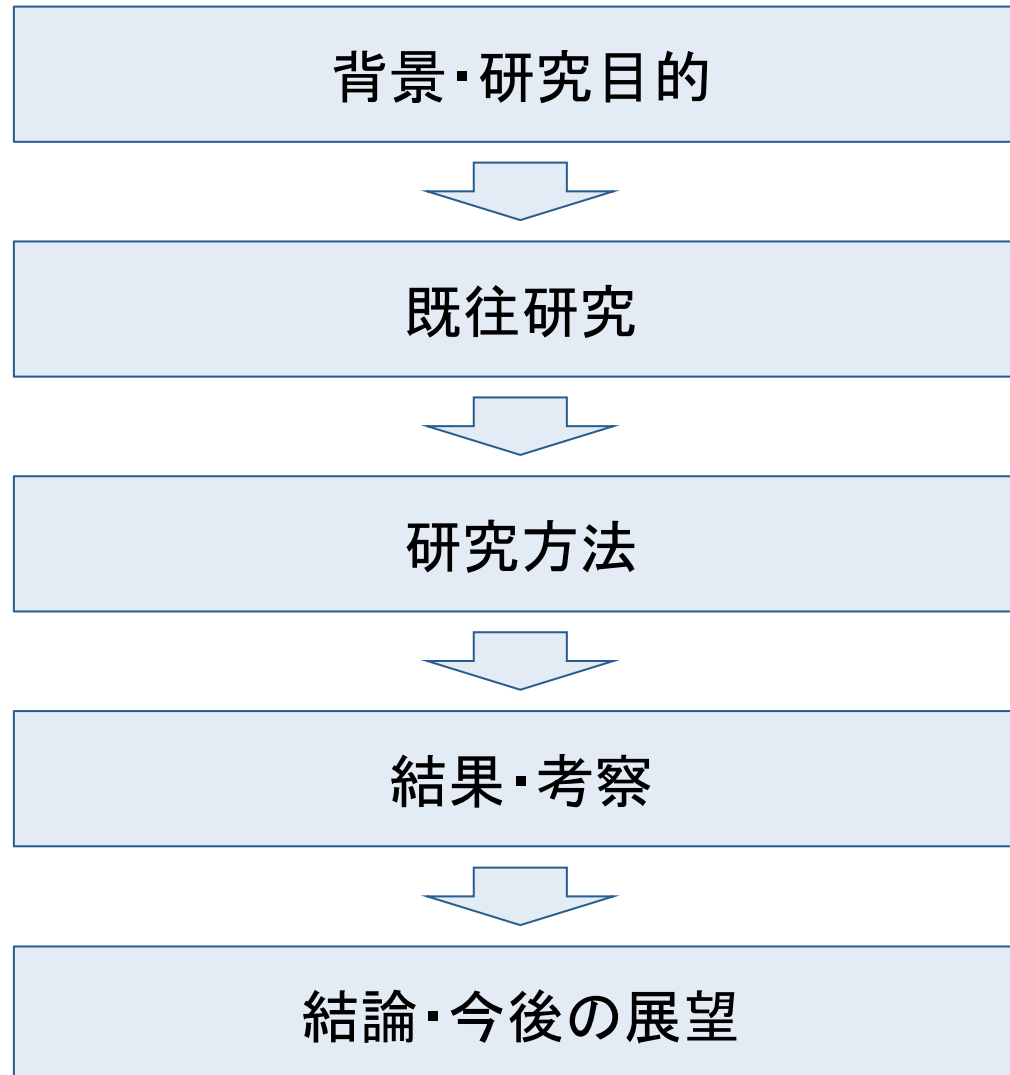 背景・研究目的
既往研究
研究方法
結果・考察
結論・今後の展望